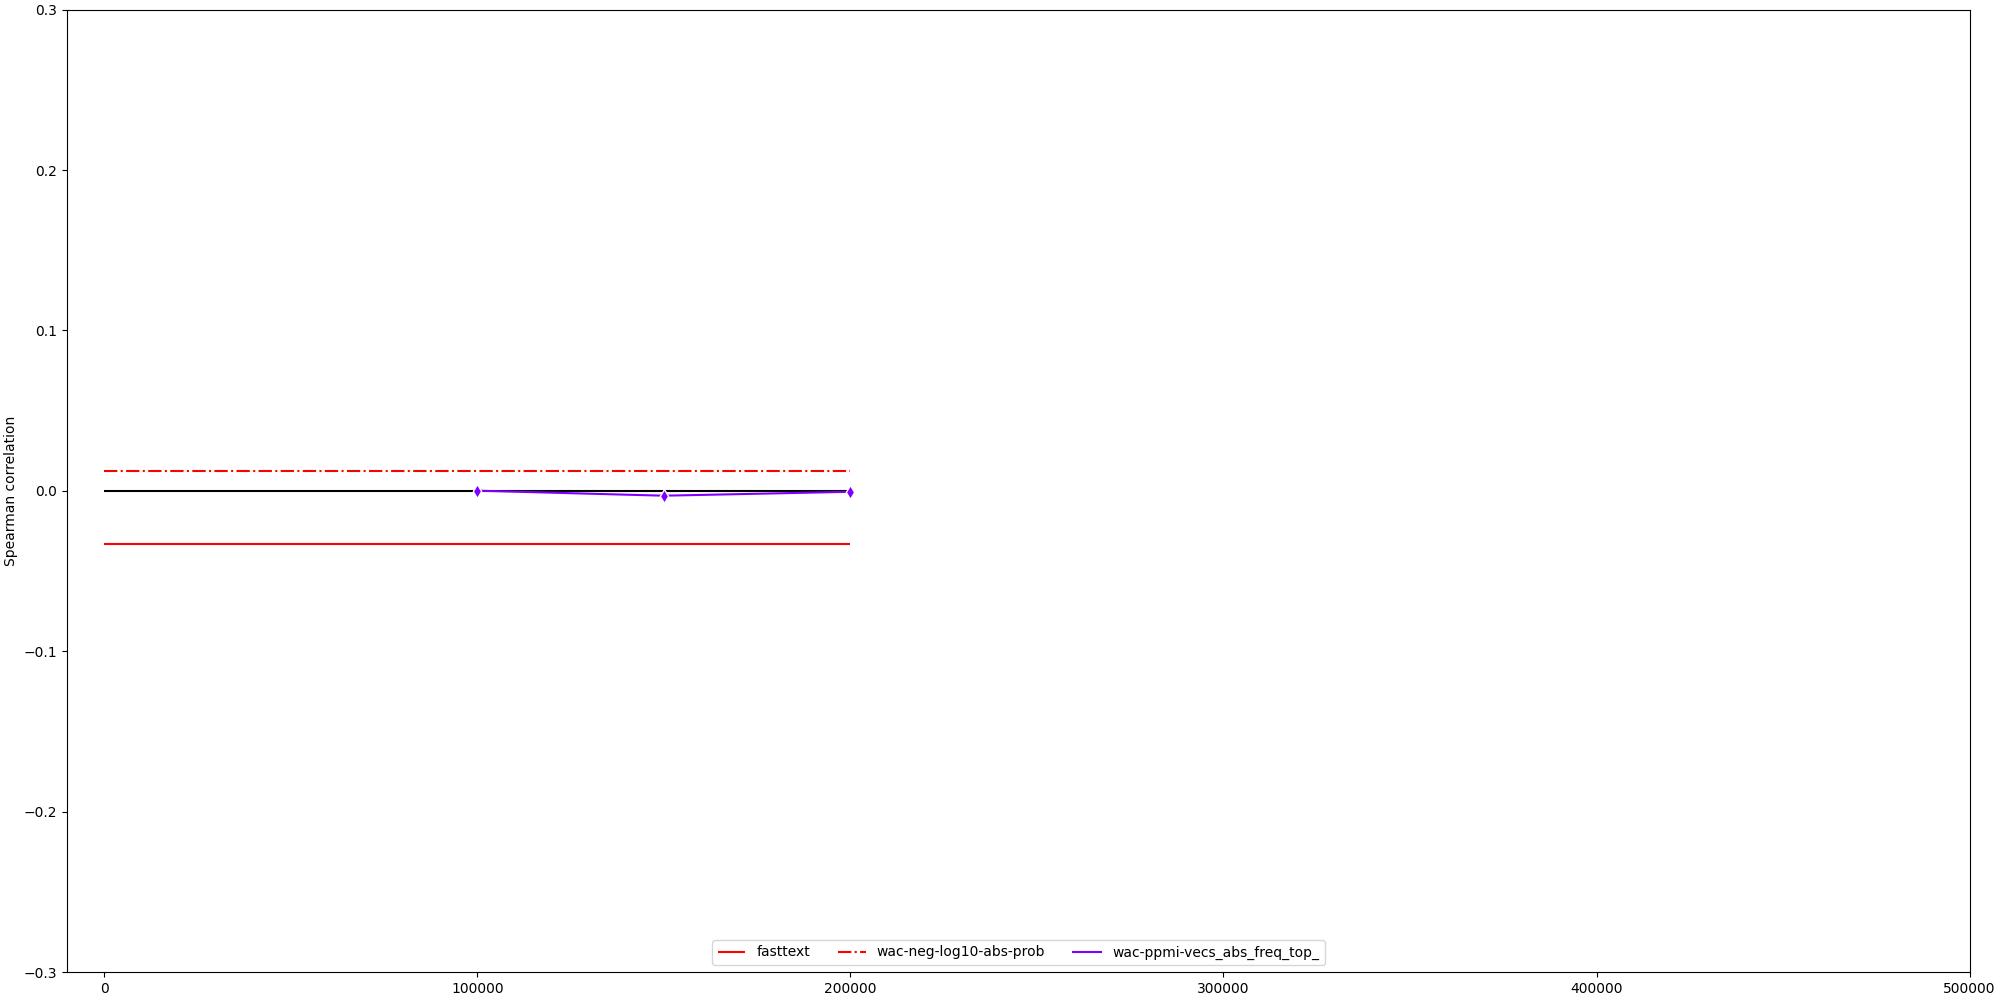 0.3
0.2
0.1
0.0
−0.1
−0.2
−0.3
Spearman correlation
fasttext wac-neg-log10-abs-prob wac-ppmi-vecs_abs_freq_top_
0 100000 200000 300000 400000 500000